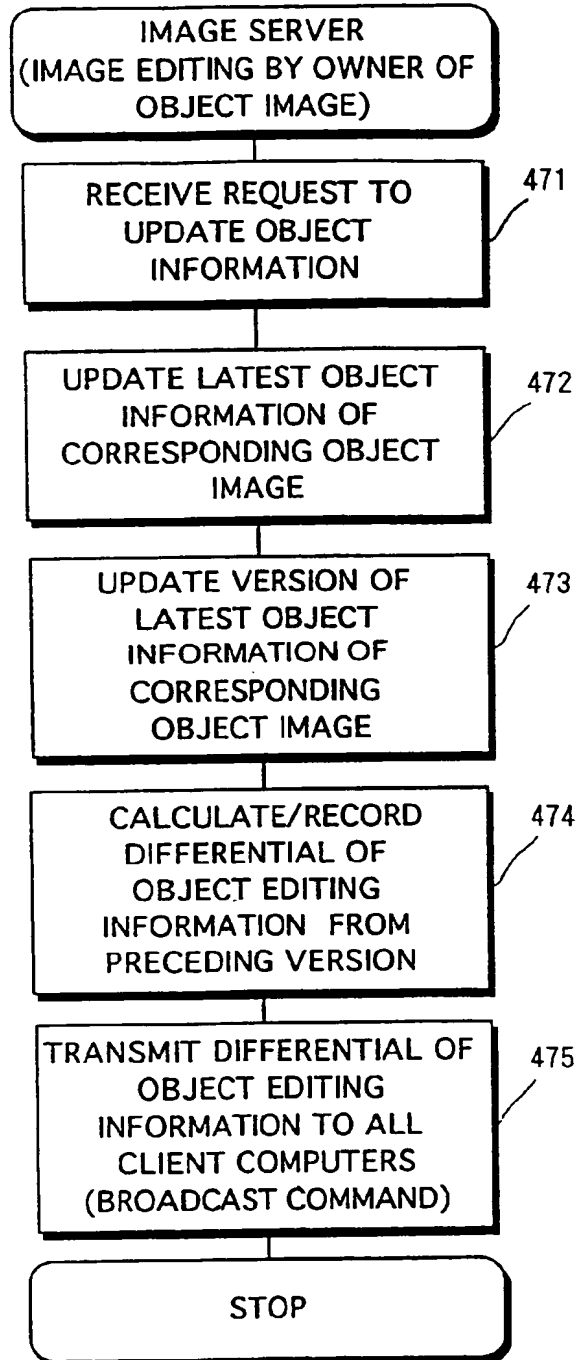 IMAGE SERVER
(IMAGE EDITING BY OWNER OF
OBJECT IMAGE)
RECEIVE REQUEST TO
UPDATE OBJECT
INFORMATION
471
UPDATE LATEST OBJECT
INFORMATION OF
CORRESPONDING OBJECT
IMAGE
472
UPDATE VERSION OF
LATEST OBJECT
INFORMATION OF
CORRESPONDING
OBJECT IMAGE
473
CALCULATE/RECORD
DIFFERENTIAL OF
OBJECT EDITING
INFORMATION FROM
PRECEDING VERSION
474
TRANSMIT DIFFERENTIAL OF
OBJECT EDITING
INFORMATION TO ALL
CLIENT COMPUTERS
(BROADCAST COMMAND)
475
STOP